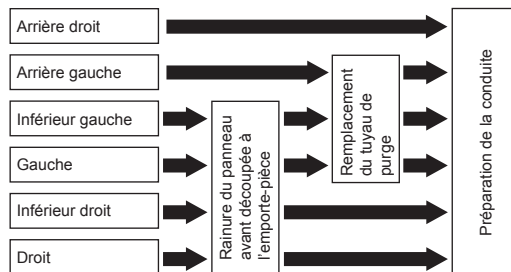 Arrière droit
Arrière gauche
Inférieur gauche
Gauche
Inférieur droit
Droit
Rainure du panneau
avant découpée à
l'emporte-pièce
Remplacement
du tuyau de
purge
Préparation de la conduite